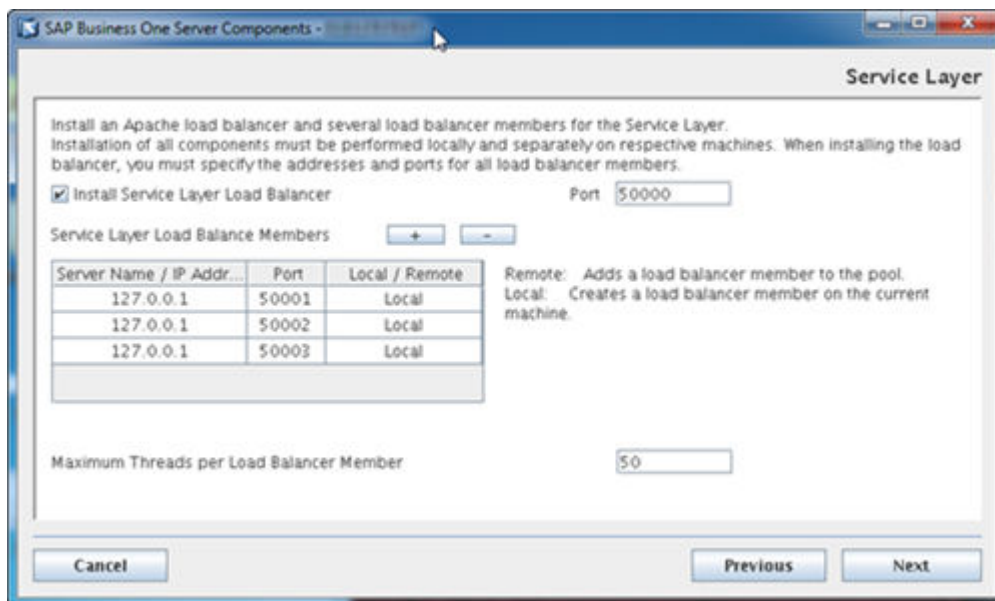 SAP Business One Server Components -
Service Layer
Install an Apache load balancer and several load balancer members for the Service Layer.
Installation of all components must be performed locally and separately on respective machines. When installing the load
balancer, you must specify the addresses and ports for all load balancer members.
Install Service Layer Load Balancer Port 50000
Service Layer Load Balance Members + -
Server Name / IP Addr... Port Local / Remote
127.0.0.1 50001 Local
127.0.0.1 50002 Local
127.0.0.1 50003 Local
Remote: Adds a load balancer member to the pool.
Local: Creates a load balancer member on the current
machine.
Maximum Threads per Load Balancer Member 50
Cancel Previous Next